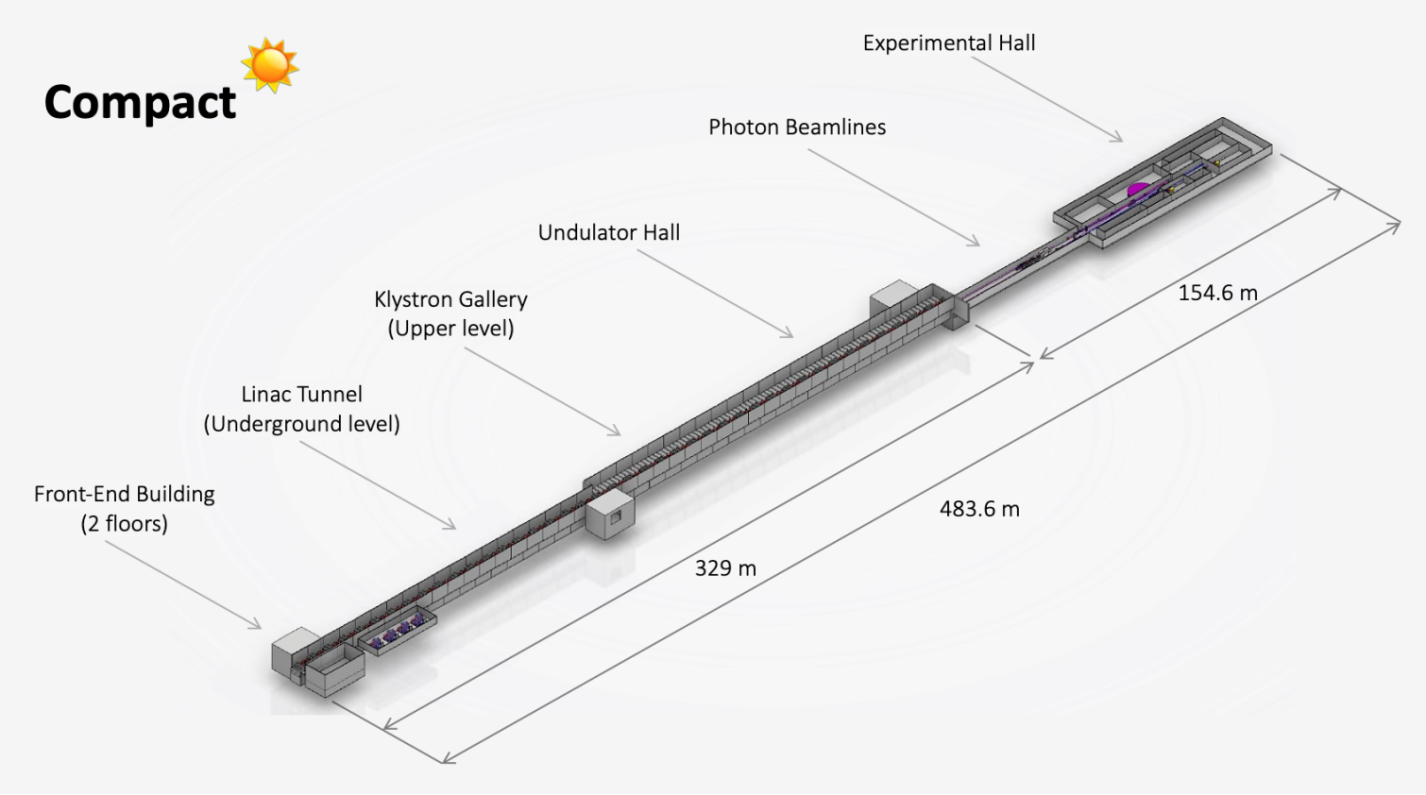 Compact
Experimental Hall
Photon Beamlines
Undulator Hall
Klystron Gallery
(Upper level)
Linac Tunnel
(Underground level)
Front-End Building
(2 floors)
154.6 m
483.6 m
329 m